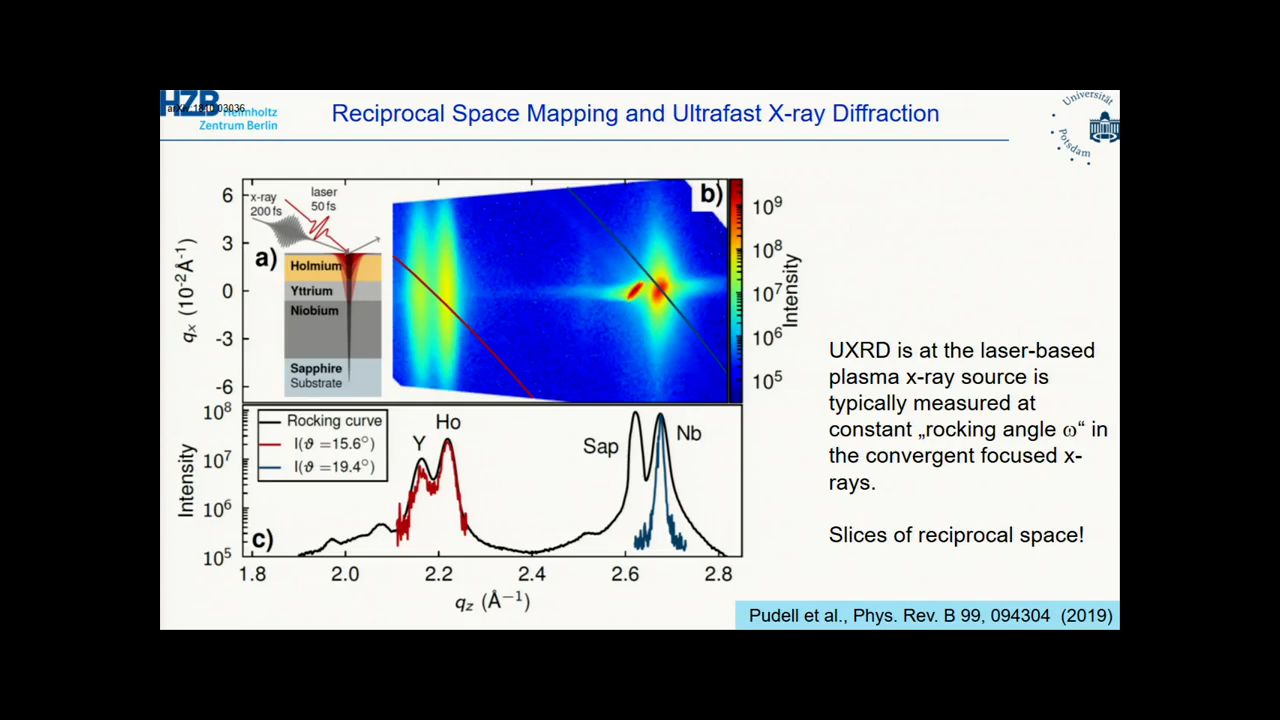 arXiv 1810.03036
HZB Helmholtz
Zentrum Berlin
Reciprocal Space Mapping and Ultrafast X-ray Diffraction
Universität
Potsdam
x-ray
200 fs
laser
50 fs
a)
Holmium
Yttrium
Niobium
Sapphire
Substrate
b)
6
3
0
-3
-6
qₓ (10⁻² Å⁻¹)
10⁹
10⁸
10⁷
10⁶
10⁵
Intensity
Rocking curve
I(ϑ =15.6°)
I(ϑ =19.4°)
Y
Ho
Sap
Nb
c)
10⁸
10⁷
10⁶
10⁵
Intensity
1.8 2.0 2.2 2.4 2.6 2.8
q_z (Å⁻¹)
UXRD is at the laser-based
plasma x-ray source is
typically measured at
constant „rocking angle ω“ in
the convergent focused x-
rays.
Slices of reciprocal space!
Pudell et al., Phys. Rev. B 99, 094304 (2019)